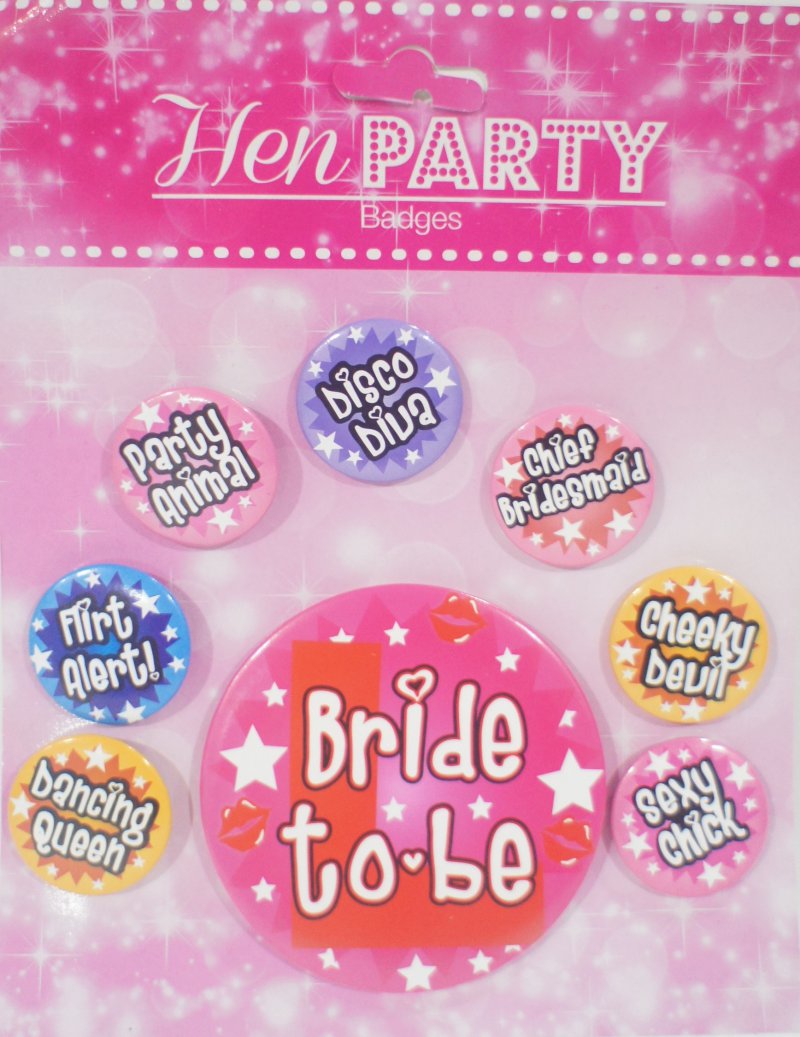 Hen PARTY
Badges
Disco
Diva
Party
Animal
Chief
Bridesmaid
Flirt
Alert!
Cheeky
Devil
Bride
to be
Dancing
Queen
Sexy
Chick